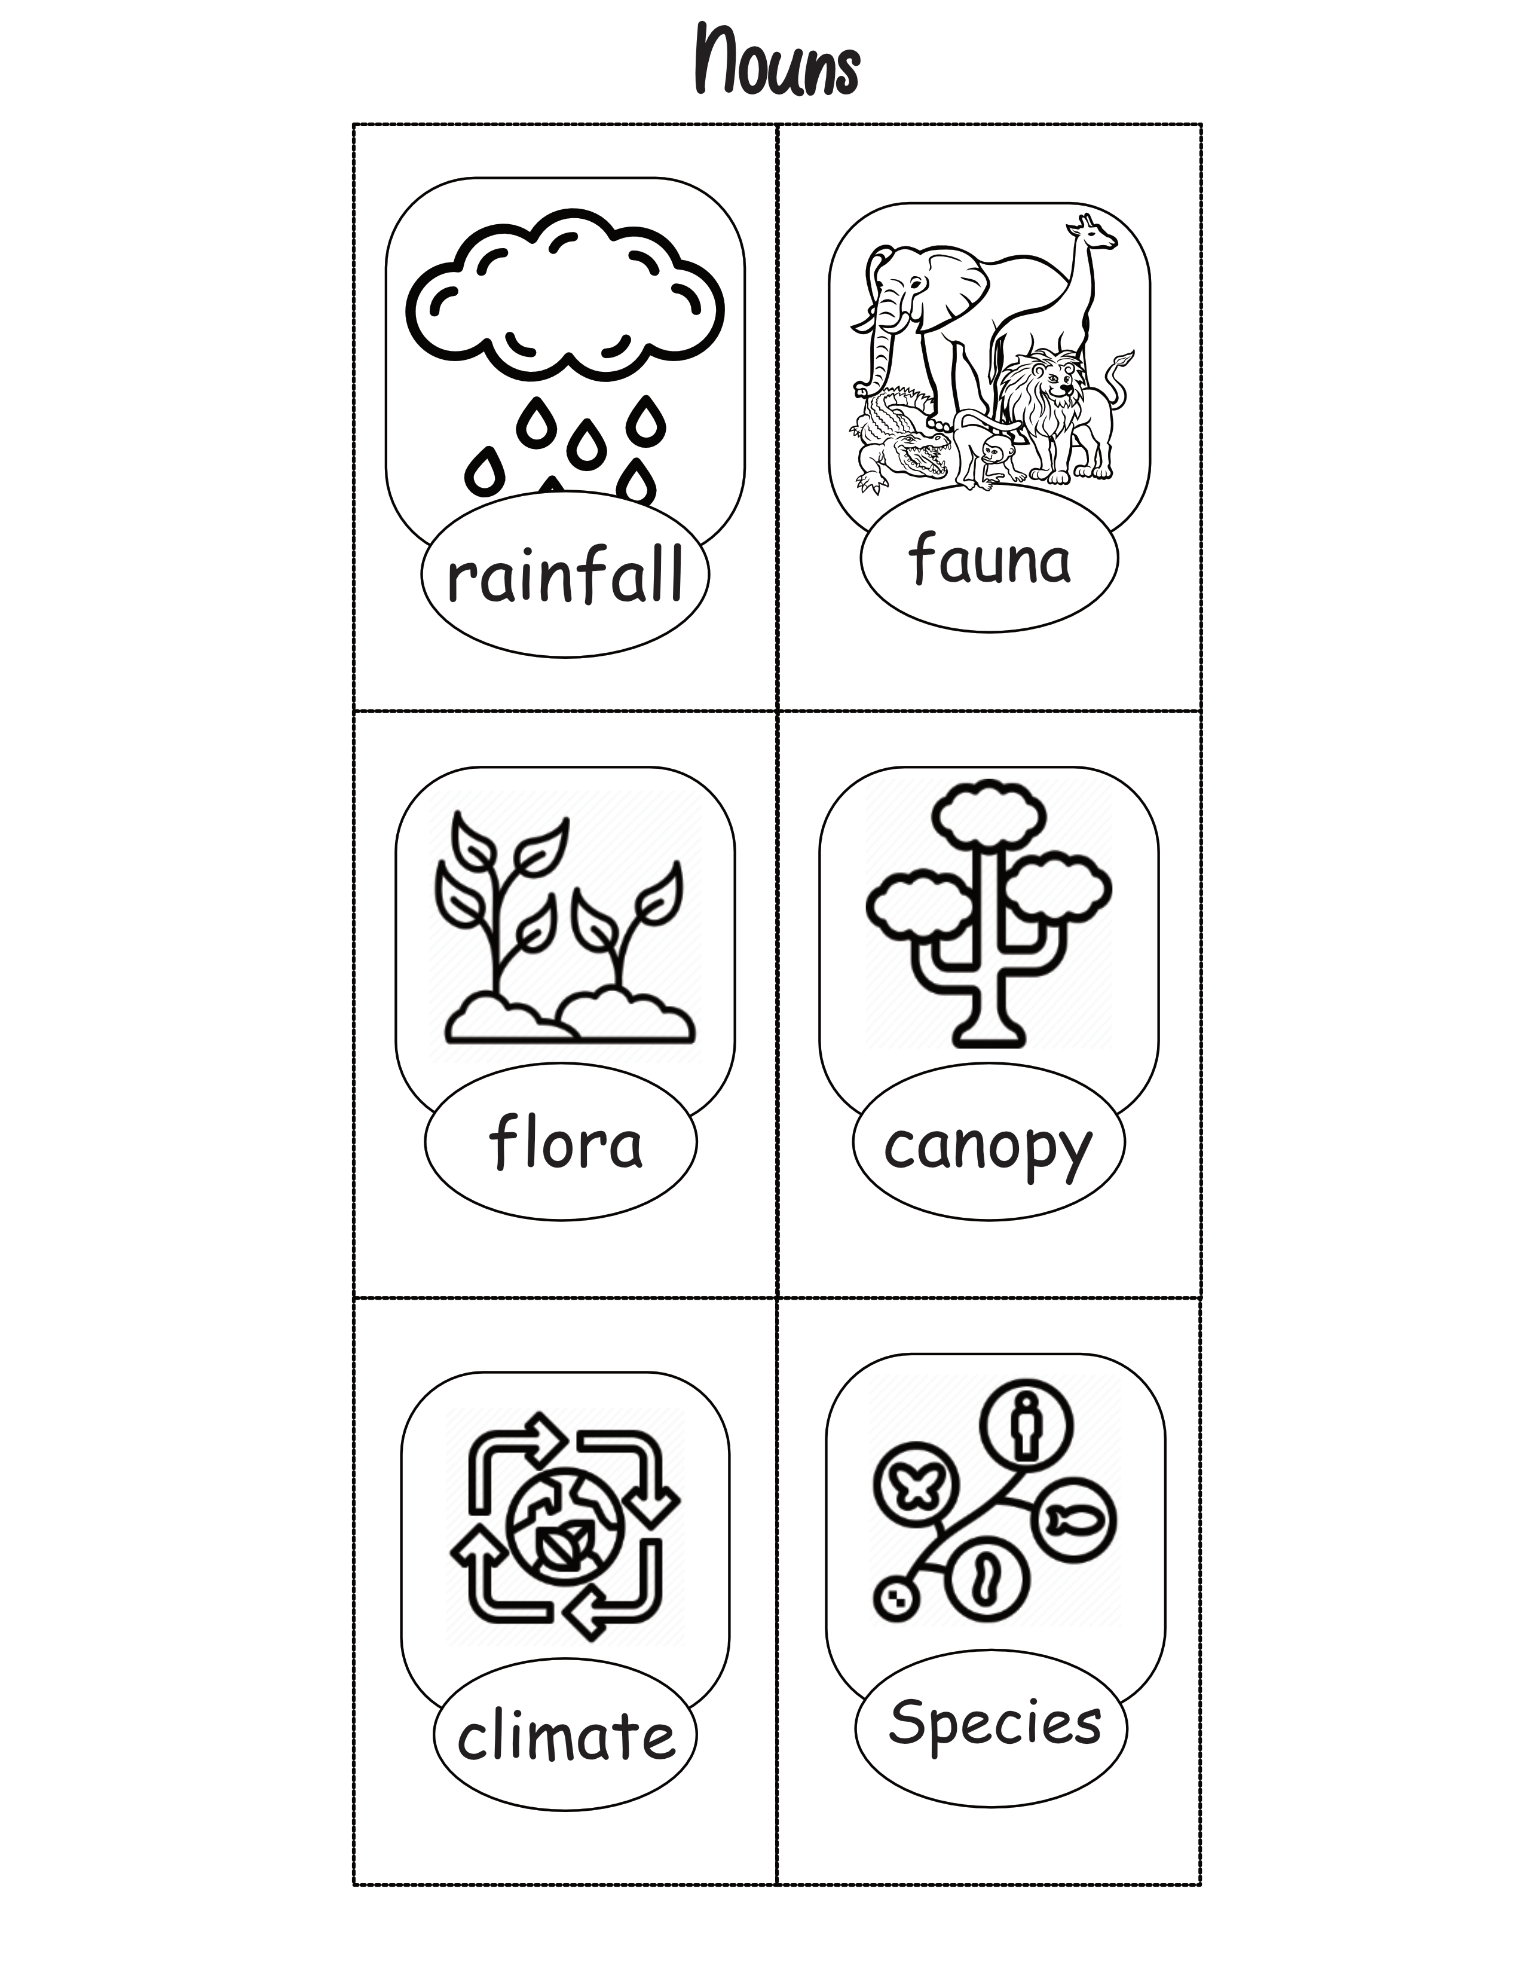 Nouns
rainfall
fauna
flora
canopy
climate
Species